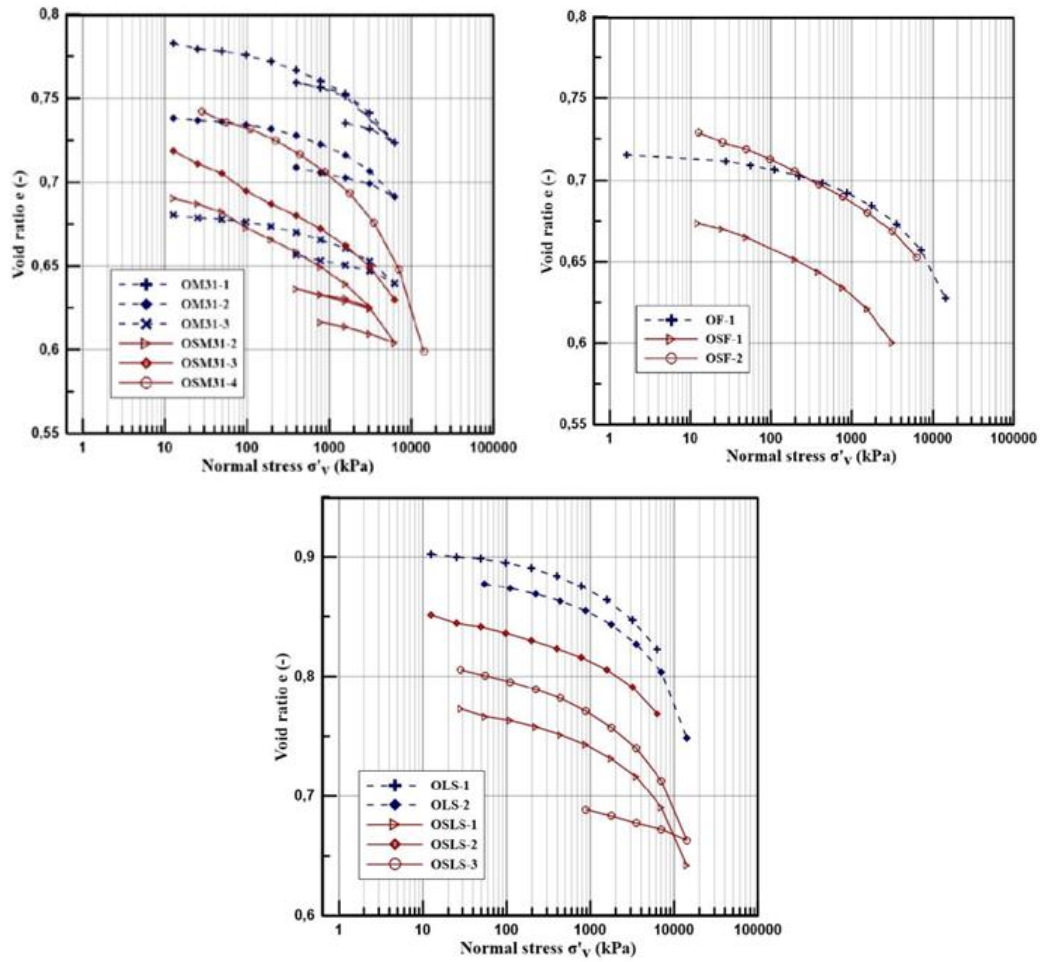 0,8
0,75
0,7
0,65
0,6
0,55
Void ratio e (-)
OM31-1
OM31-2
OM31-3
OSM31-2
OSM31-3
OSM31-4
1 10 100 1000 10000 100000
Normal stress σ'v (kPa)
0,8
0,75
0,7
0,65
0,6
0,55
Void ratio e (-)
OF-1
OSF-1
OSF-2
1 10 100 1000 10000 100000
Normal stress σ'v (kPa)
0,9
0,8
0,7
0,6
Void ratio e (-)
OLS-1
OLS-2
OSLS-1
OSLS-2
OSLS-3
1 10 100 1000 10000 100000
Normal stress σ'v (kPa)